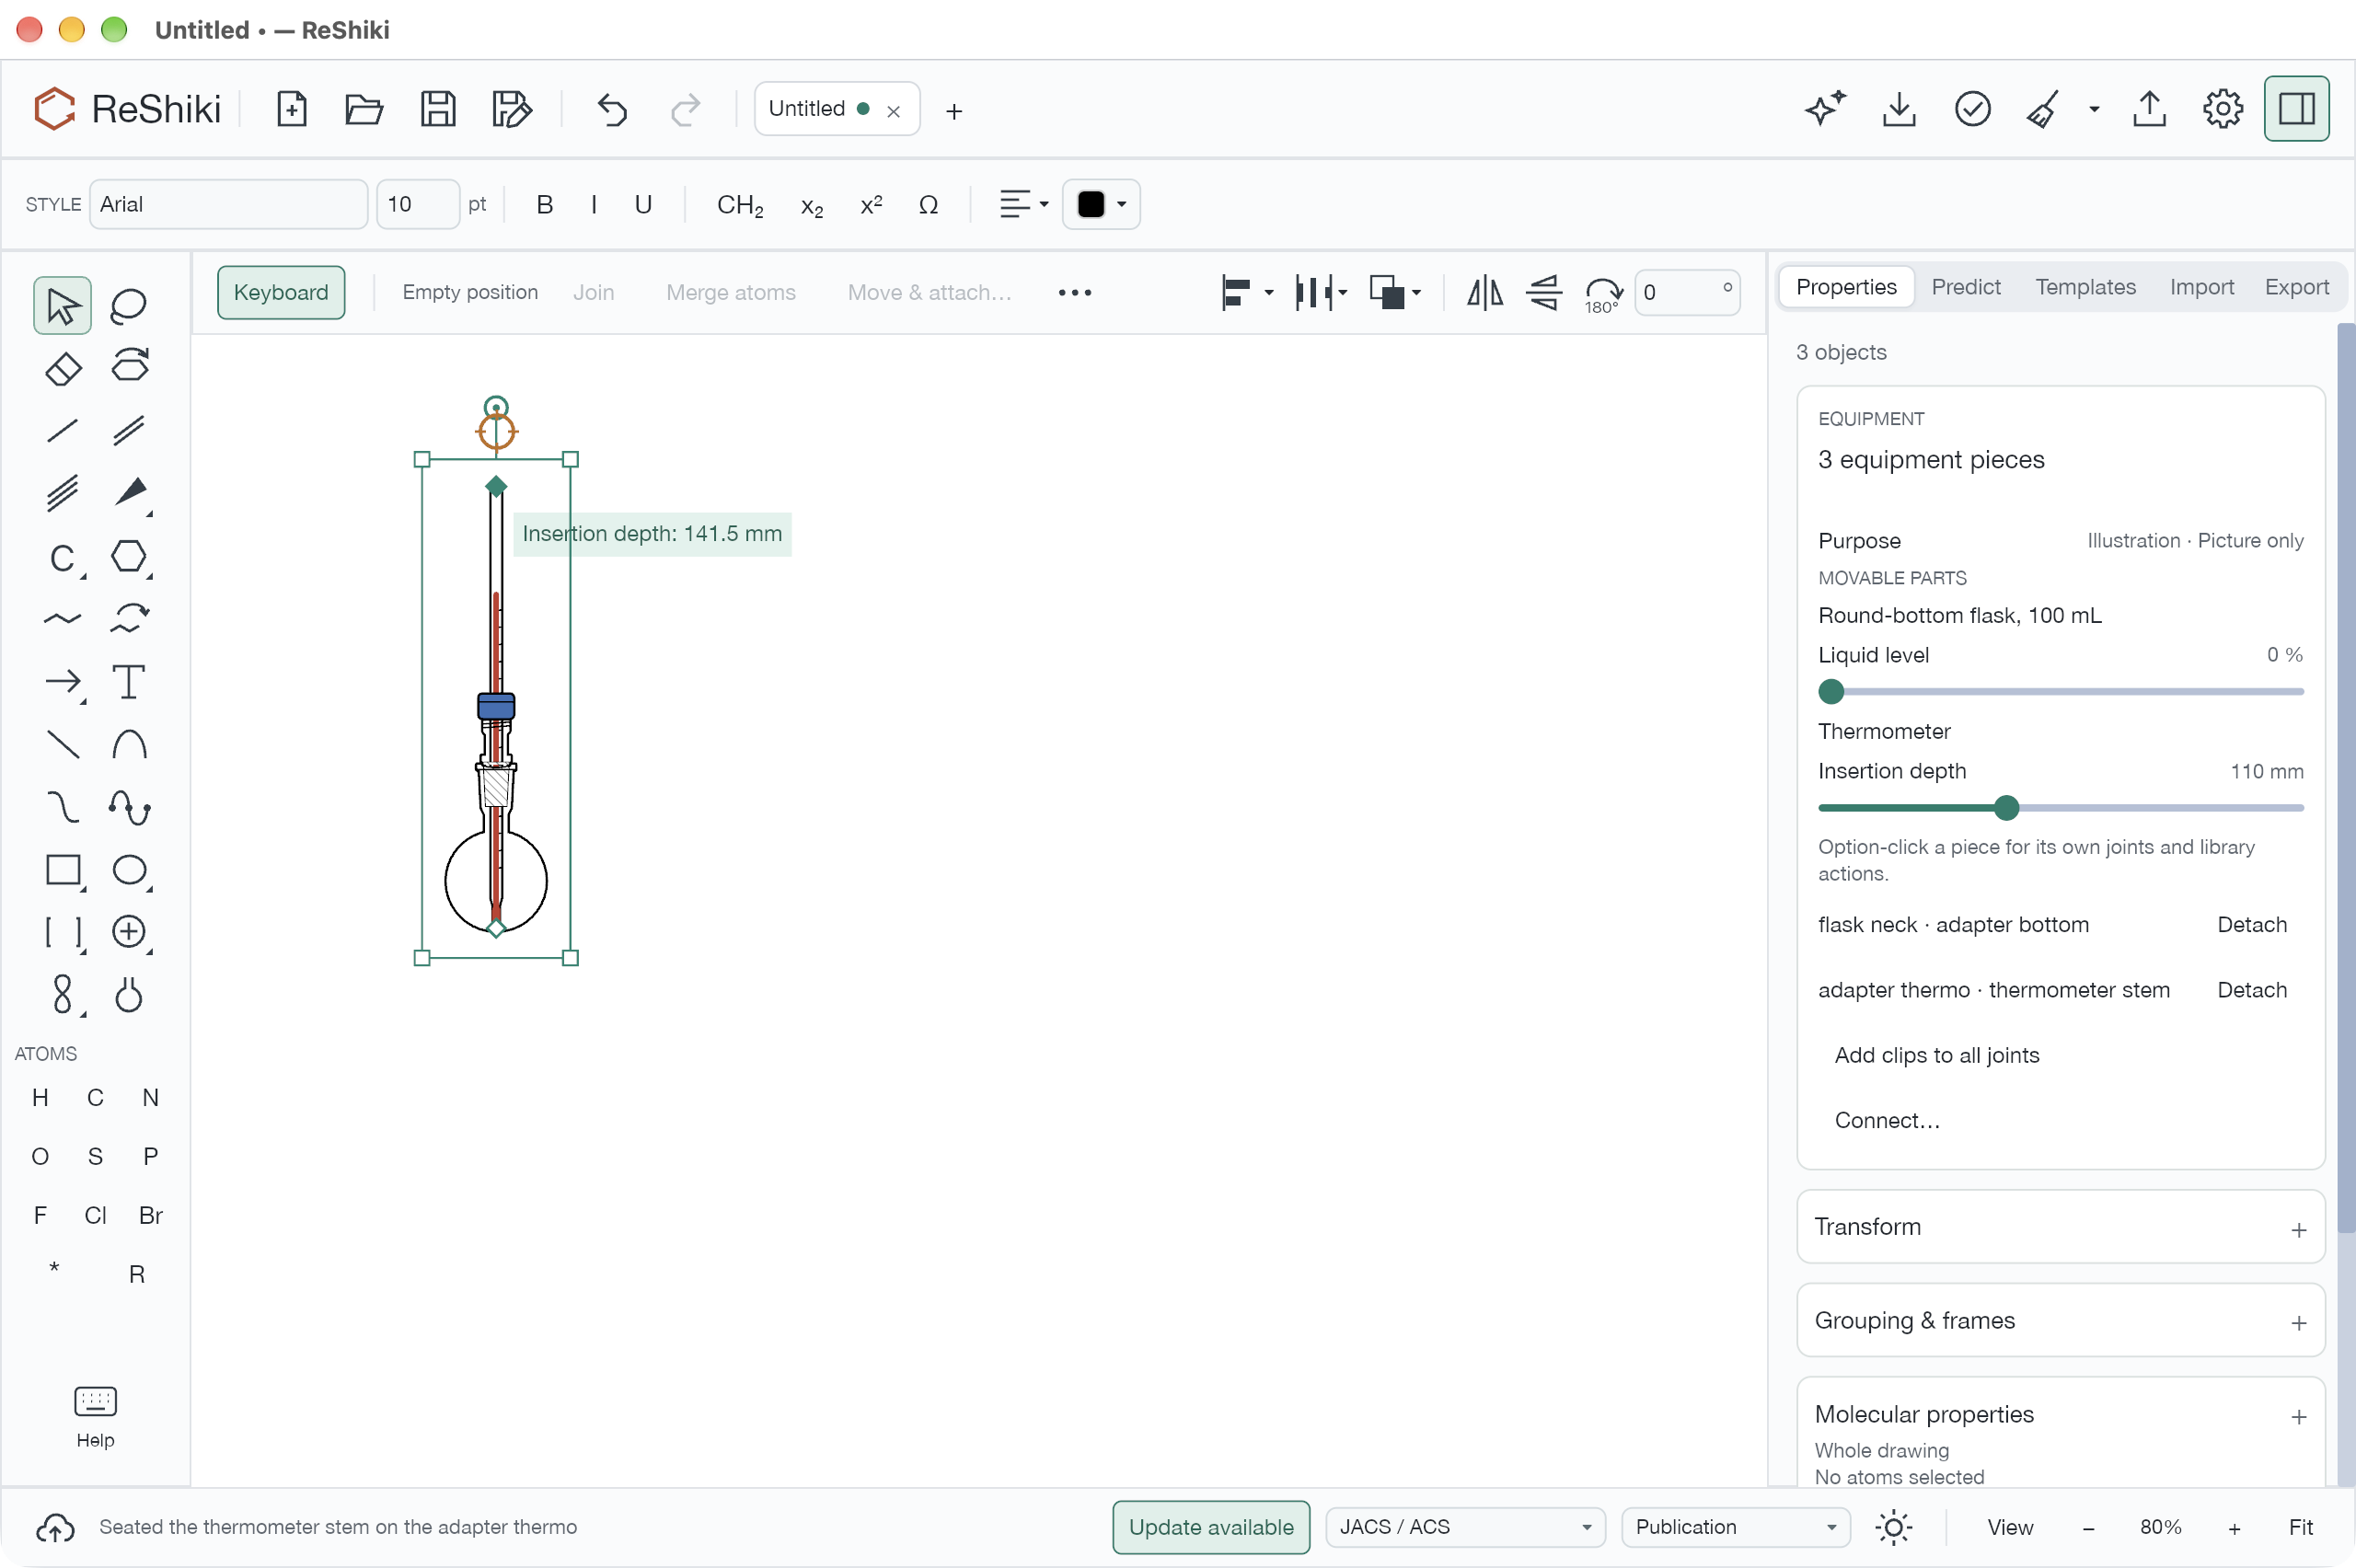 Untitled • — ReShiki
ReShiki
Untitled
STYLE Arial 10 pt B I U CH₂ x₂ x² Ω
Keyboard Empty position Join Merge atoms Move & attach… 180° 0 °
Properties Predict Templates Import Export
3 objects
EQUIPMENT
3 equipment pieces
Purpose Illustration · Picture only
MOVABLE PARTS
Round-bottom flask, 100 mL
Liquid level 0 %
Thermometer
Insertion depth 110 mm
Option-click a piece for its own joints and library
actions.
flask neck · adapter bottom Detach
adapter thermo · thermometer stem Detach
Add clips to all joints
Connect…
Transform
Grouping & frames
Molecular properties
Whole drawing
No atoms selected
Insertion depth: 141.5 mm
C
T
ATOMS
H C N
O S P
F Cl Br
* R
Help
Seated the thermometer stem on the adapter thermo
Update available JACS / ACS Publication View − 80% + Fit